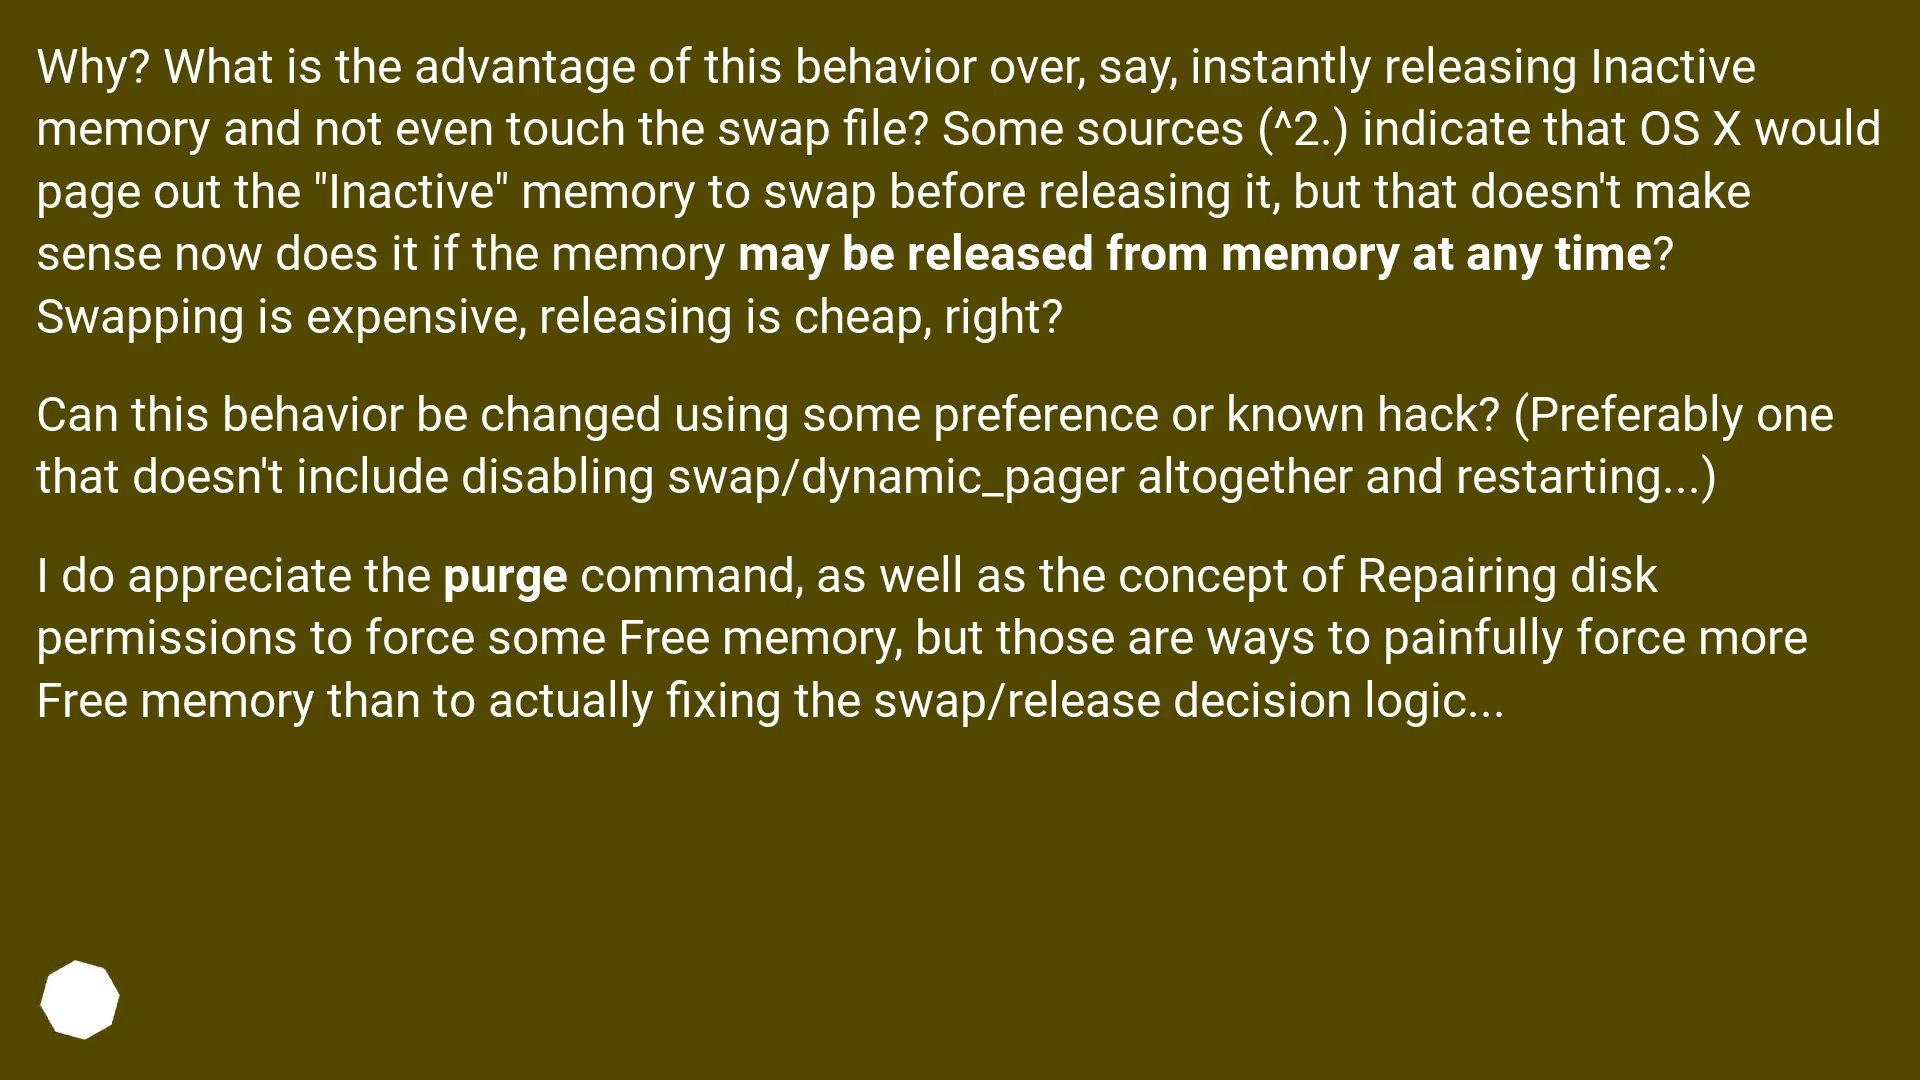 Why? What is the advantage of this behavior over, say, instantly releasing Inactive
memory and not even touch the swap file? Some sources (^2.) indicate that OS X would
page out the "Inactive" memory to swap before releasing it, but that doesn't make
sense now does it if the memory may be released from memory at any time?
Swapping is expensive, releasing is cheap, right?
Can this behavior be changed using some preference or known hack? (Preferably one
that doesn't include disabling swap/dynamic_pager altogether and restarting...)
I do appreciate the purge command, as well as the concept of Repairing disk
permissions to force some Free memory, but those are ways to painfully force more
Free memory than to actually fixing the swap/release decision logic...